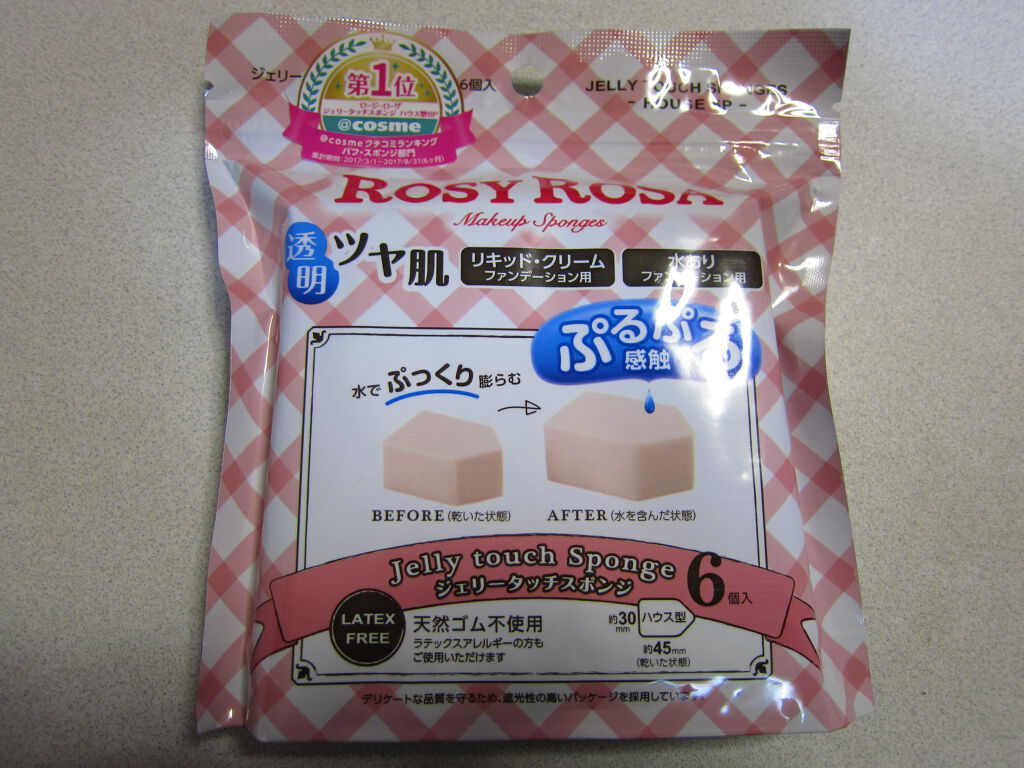 ジェリー
6個入
JELLY TOUCH SPONGES
- HOUSE 6P -
第1位
ロージーローザ
ジェリータッチスポンジ ハウス型6P
@cosme
@cosmeクチコミランキング
パフ・スポンジ部門
集計期間:2017/3/1~2017/8/31(6ヶ月)
ROSY ROSA
Makeup Sponges
透明
ツヤ肌
リキッド・クリーム
ファンデーション用
水あり
ファンデーション用
ぷるぷる
感触
水でぷっくり膨らむ
BEFORE(乾いた状態)
AFTER(水を含んだ状態)
Jelly touch Sponge
ジェリータッチスポンジ
6個入
LATEX
FREE
天然ゴム不使用
ラテックスアレルギーの方も
ご使用いただけます
約30mm
ハウス型
約45mm
(乾いた状態)
デリケートな品質を守るため、遮光性の高いパッケージを採用しています。